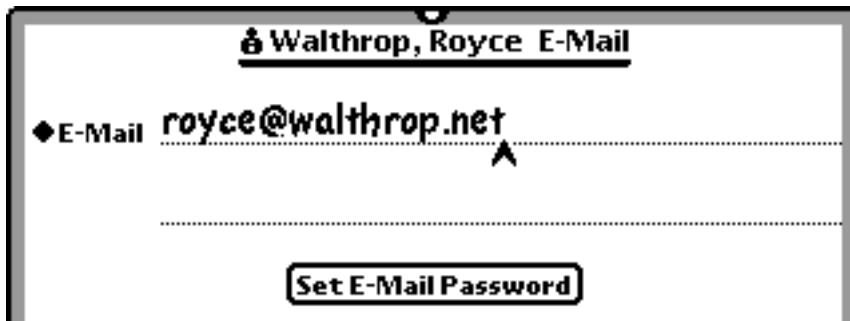 Walthrop, Royce E-Mail
◆E-Mail royce@walthrop.net
Set E-Mail Password